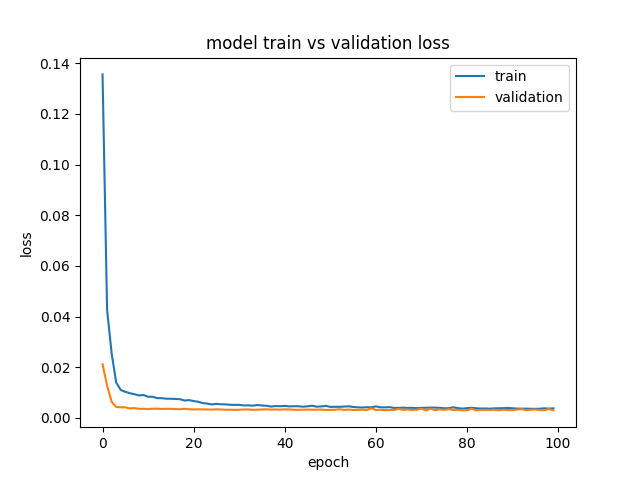 model train vs validation loss
train
validation
loss
0.14
0.12
0.10
0.08
0.06
0.04
0.02
0.00
0 20 40 60 80 100
epoch